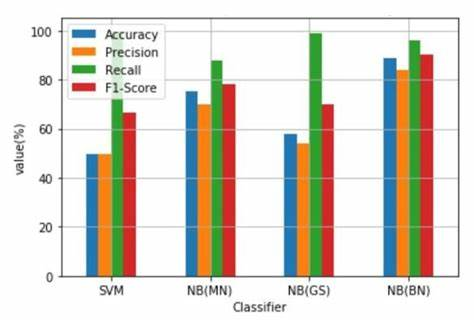 100
80
60
40
20
0
value(%)
Accuracy
Precision
Recall
F1-Score
SVM NB(MN) NB(GS) NB(BN)
Classifier